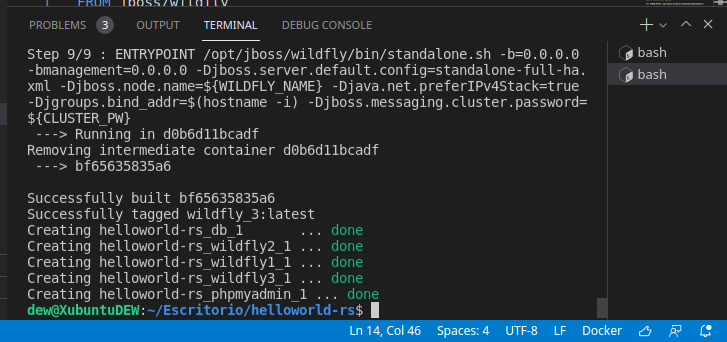 1 FROM jboss/wildfly
PROBLEMS 3 OUTPUT TERMINAL DEBUG CONSOLE
Step 9/9 : ENTRYPOINT /opt/jboss/wildfly/bin/standalone.sh -b=0.0.0.0
-bmanagement=0.0.0.0 -Djboss.server.default.config=standalone-full-ha.
xml -Djboss.node.name=${WILDFLY_NAME} -Djava.net.preferIPv4Stack=true
-Djgroups.bind_addr=$(hostname -i) -Djboss.messaging.cluster.password=
${CLUSTER_PW}
---> Running in d0b6d11bcadf
Removing intermediate container d0b6d11bcadf
---> bf65635835a6
Successfully built bf65635835a6
Successfully tagged wildfly_3:latest
Creating helloworld-rs_db_1 ... done
Creating helloworld-rs_wildfly2_1 ... done
Creating helloworld-rs_wildfly1_1 ... done
Creating helloworld-rs_wildfly3_1 ... done
Creating helloworld-rs_phpmyadmin_1 ... done
dew@XubuntuDEW:~/Escritorio/helloworld-rs$
bash
bash
Ln 14, Col 46 Spaces: 4 UTF-8 LF Docker